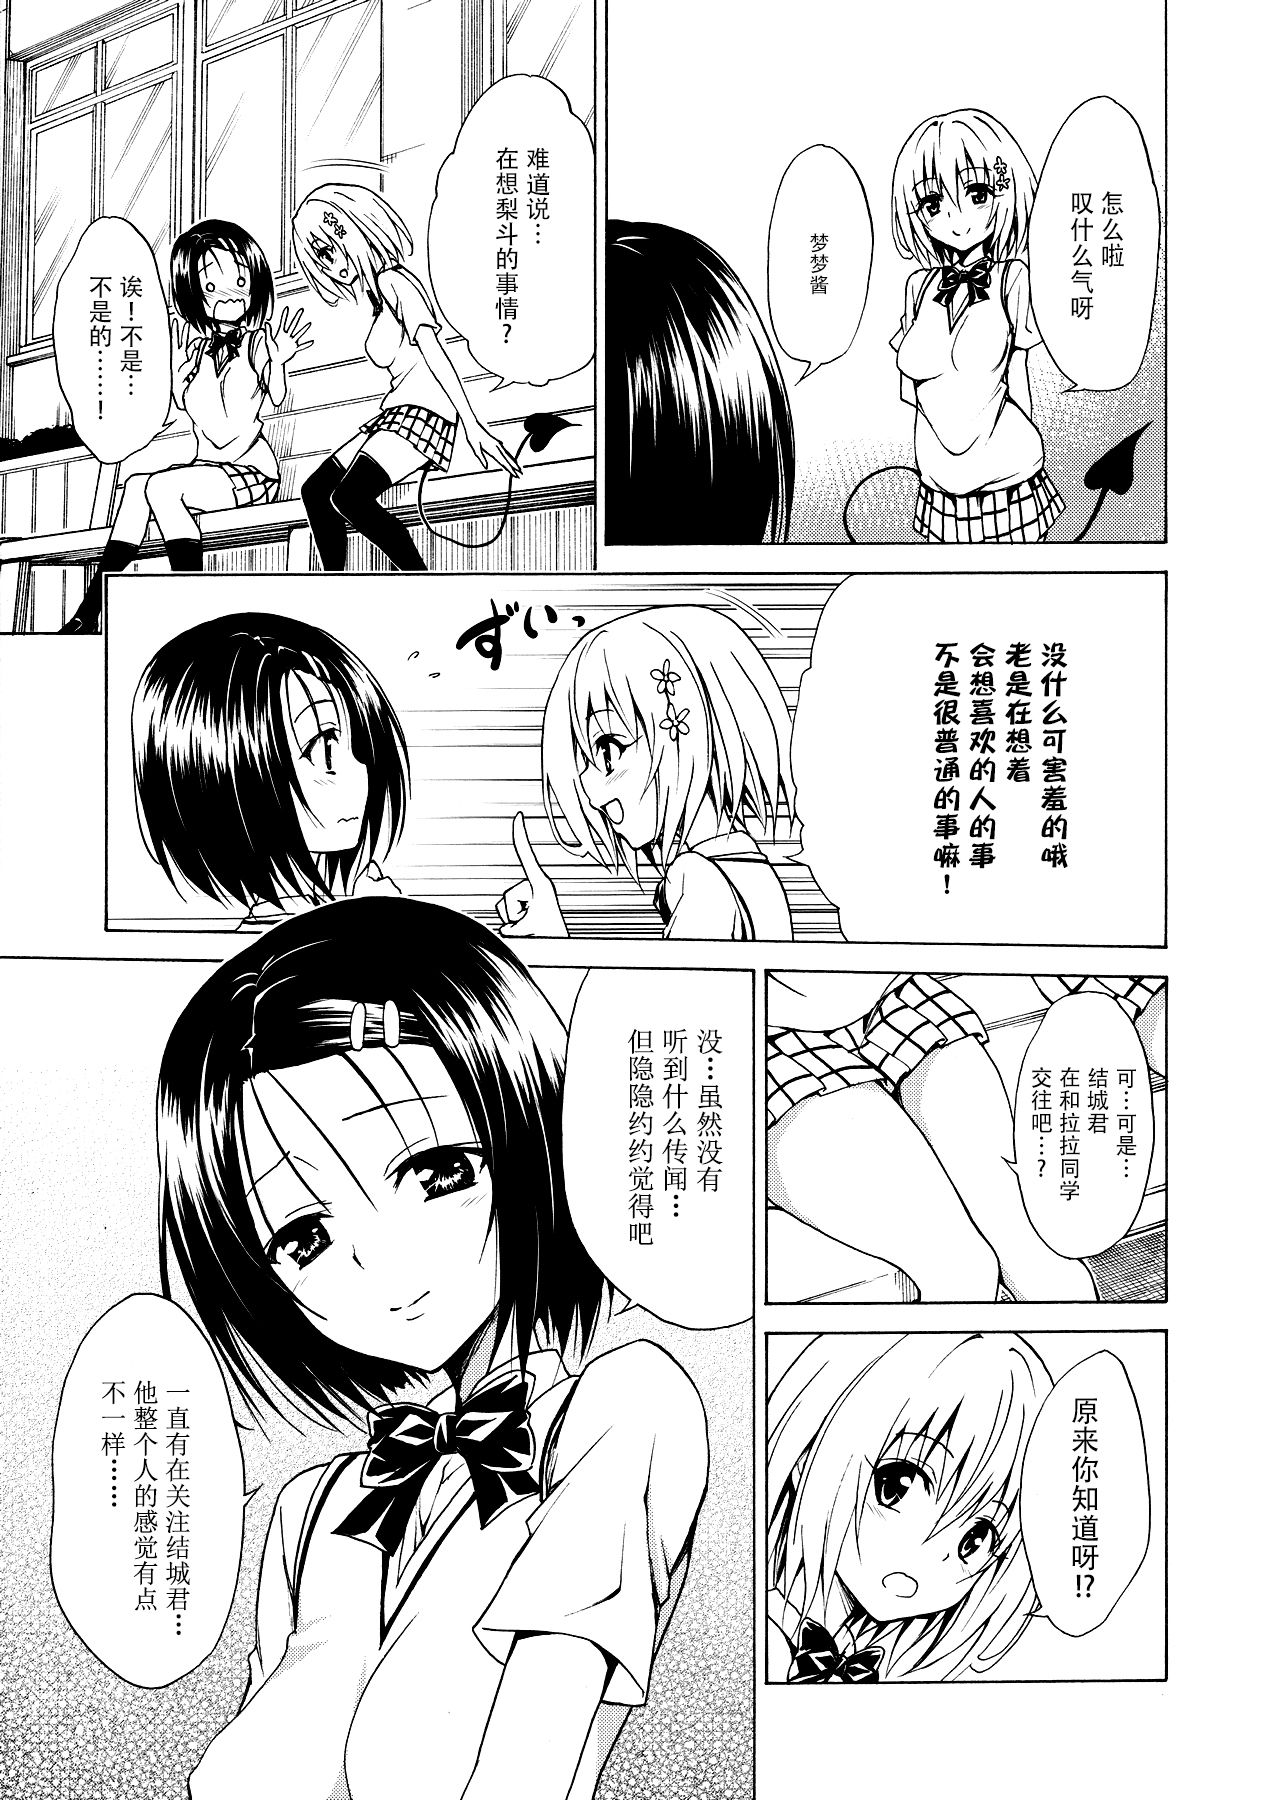 怎么啦
叹什么气呀
梦梦酱
难道说…
在想梨斗的事情?
诶!不是…
不是的……!
没什么可害羞的哦
老是在想着
会想喜欢的人的事
不是很普通的事嘛!
ずいっ
可…可是…
结城君
在和拉拉同学
交往吧…?
原来你知道呀!?
没…虽然没有
听到什么传闻…
但隐隐约约觉得吧
一直有在关注结城君…
他整个人的感觉有点
不一样……